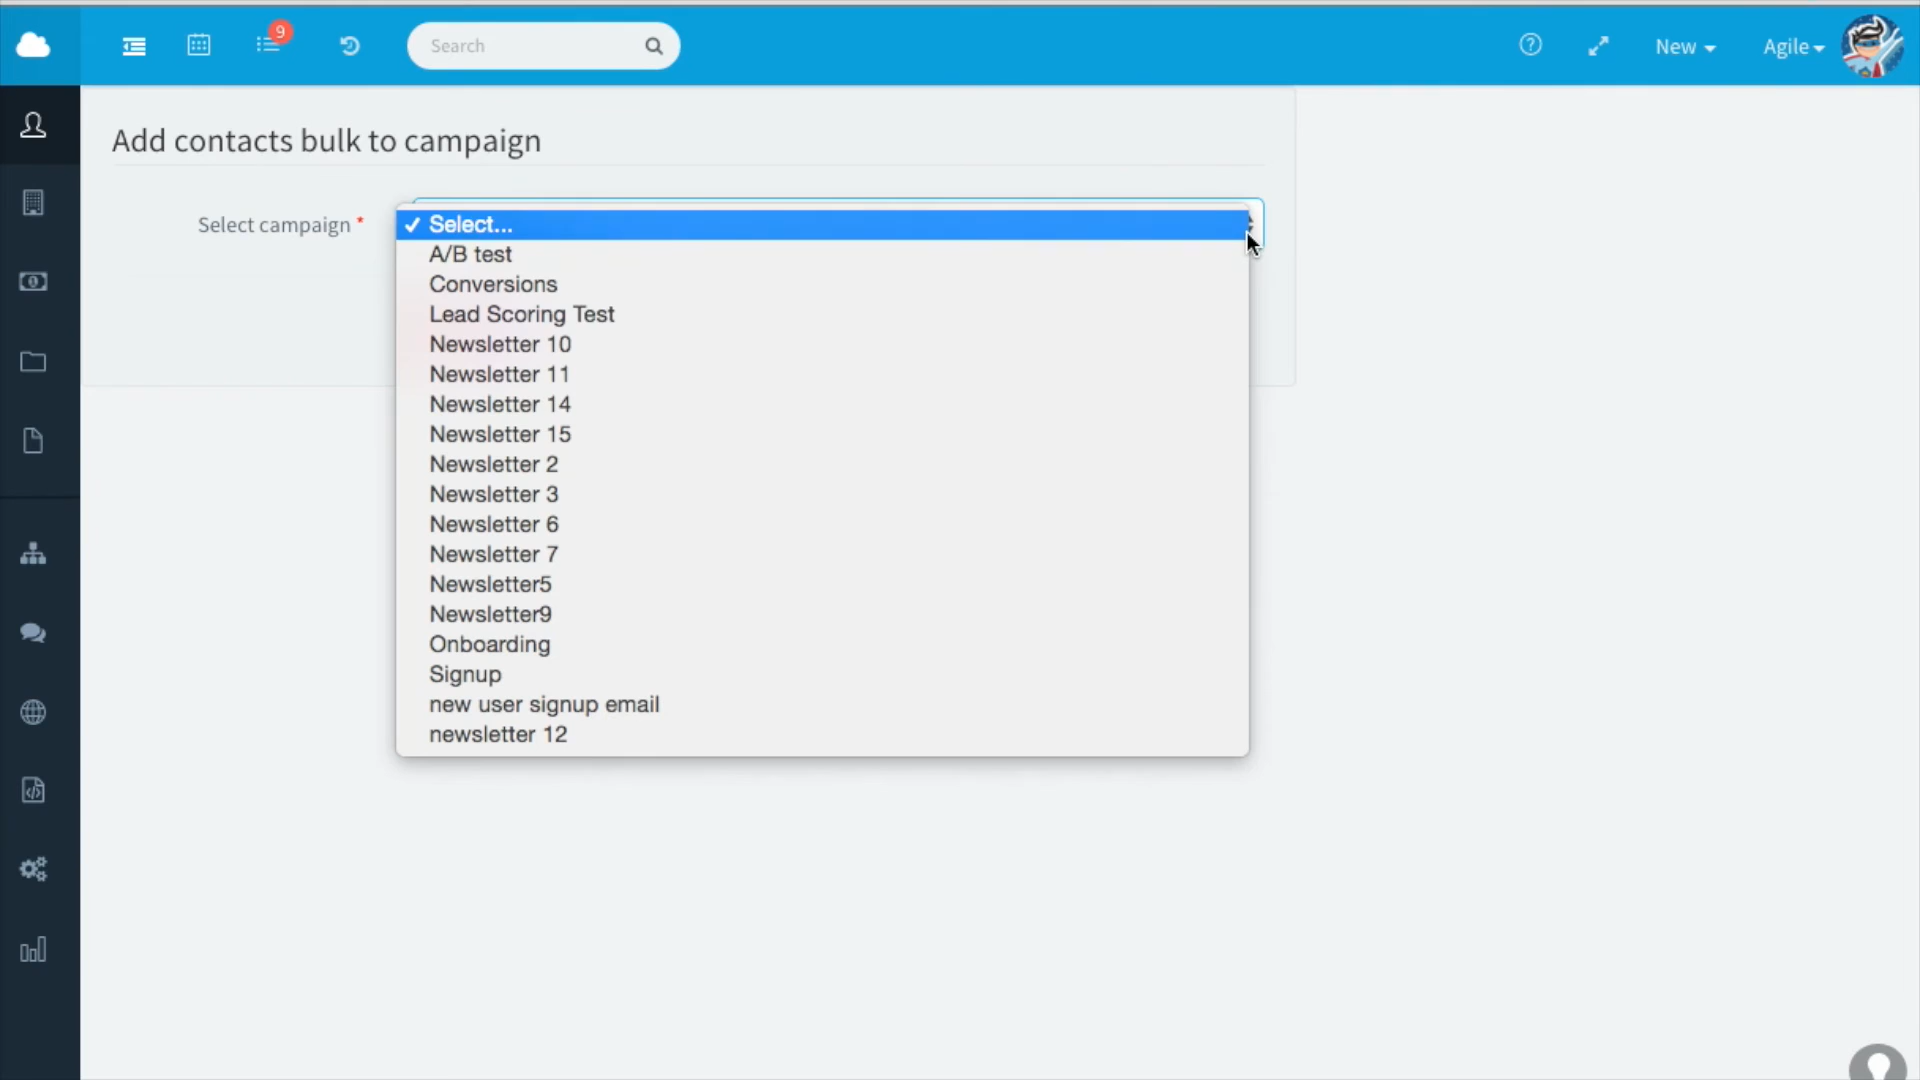 9
Search
New
Agile
Add contacts bulk to campaign
Select campaign *
✓ Select...
A/B test
Conversions
Lead Scoring Test
Newsletter 10
Newsletter 11
Newsletter 14
Newsletter 15
Newsletter 2
Newsletter 3
Newsletter 6
Newsletter 7
Newsletter5
Newsletter9
Onboarding
Signup
new user signup email
newsletter 12